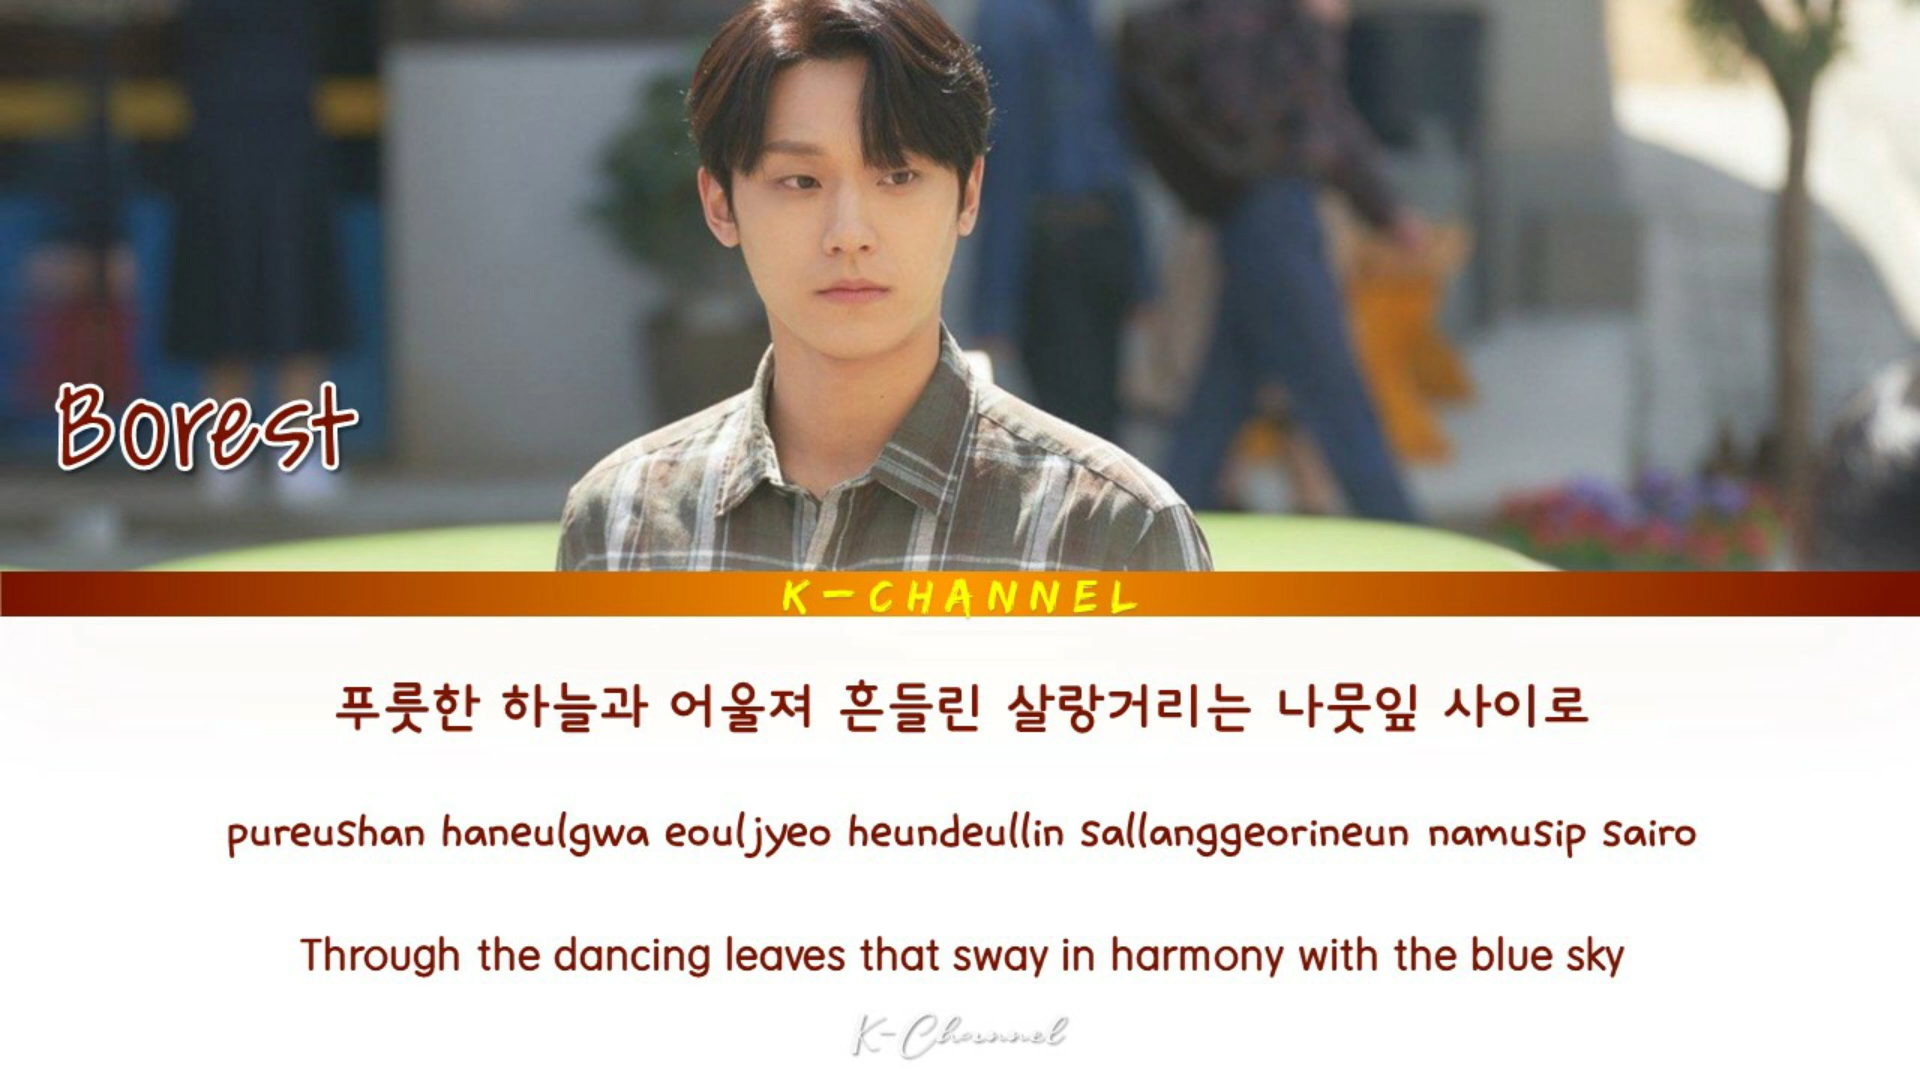 Borest
K-CHANNEL
푸릇한 하늘과 어울져 흔들린 살랑거리는 나뭇잎 사이로
pureushan haneulgwa eouljyeo heundeullin sallanggeorineun namusip sairo
Through the dancing leaves that sway in harmony with the blue sky
K-Channel